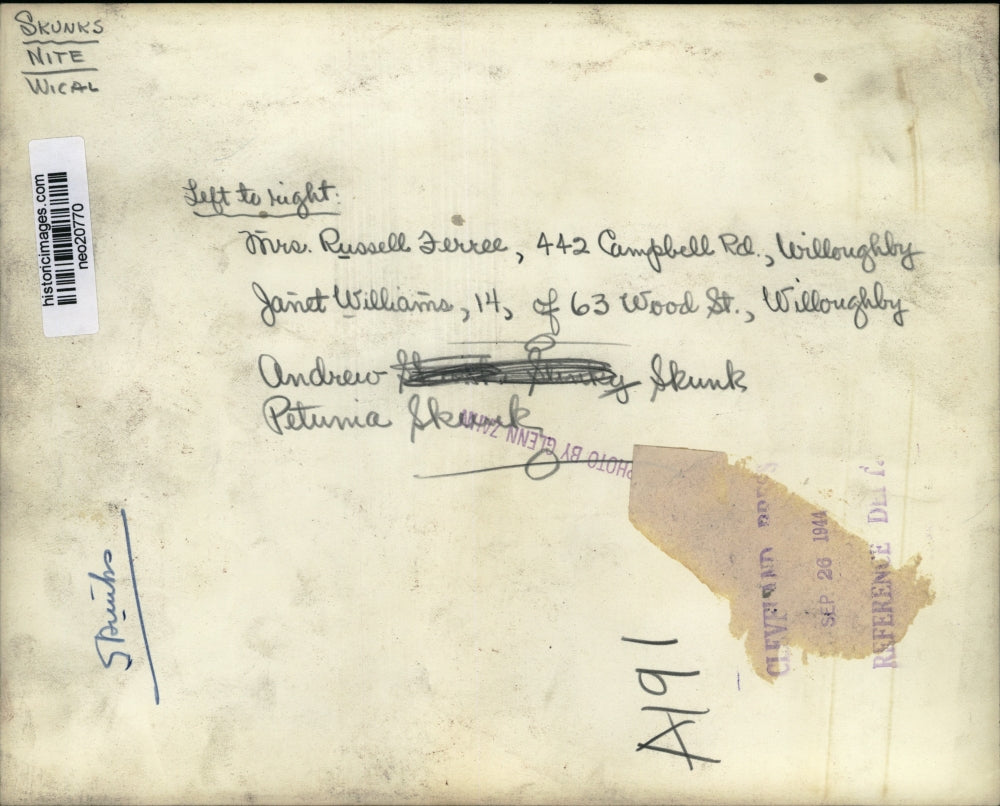 SKUNKS
NITE
WICAL
historicimages.com
neo20770
Left to right:
Mrs. Russell Ferree, 442 Campbell Rd., Willoughby
Janet Williams, 14, of 63 Wood St., Willoughby
Andrew Skunk
Petunia Skunk
PHOTO BY GLENN ZAHN
CLEVELAND PRESS
SEP 26 1944
REFERENCE DEPT.
Skunks
A191